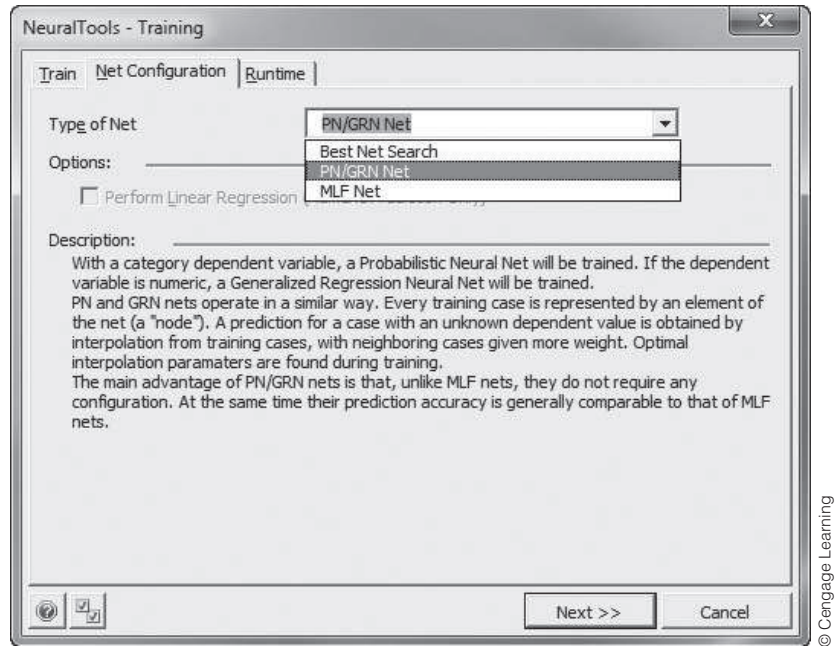 NeuralTools - Training
X
Train
Net Configuration
Runtime
Type of Net
PN/GRN Net
Best Net Search
PN/GRN Net
MLF Net
Options:
Perform Linear Regression
Description:
With a category dependent variable, a Probabilistic Neural Net will be trained. If the dependent
variable is numeric, a Generalized Regression Neural Net will be trained.
PN and GRN nets operate in a similar way. Every training case is represented by an element of
the net (a "node"). A prediction for a case with an unknown dependent value is obtained by
interpolation from training cases, with neighboring cases given more weight. Optimal
interpolation paramaters are found during training.
The main advantage of PN/GRN nets is that, unlike MLF nets, they do not require any
configuration. At the same time their prediction accuracy is generally comparable to that of MLF
nets.
Next >>
Cancel
© Cengage Learning